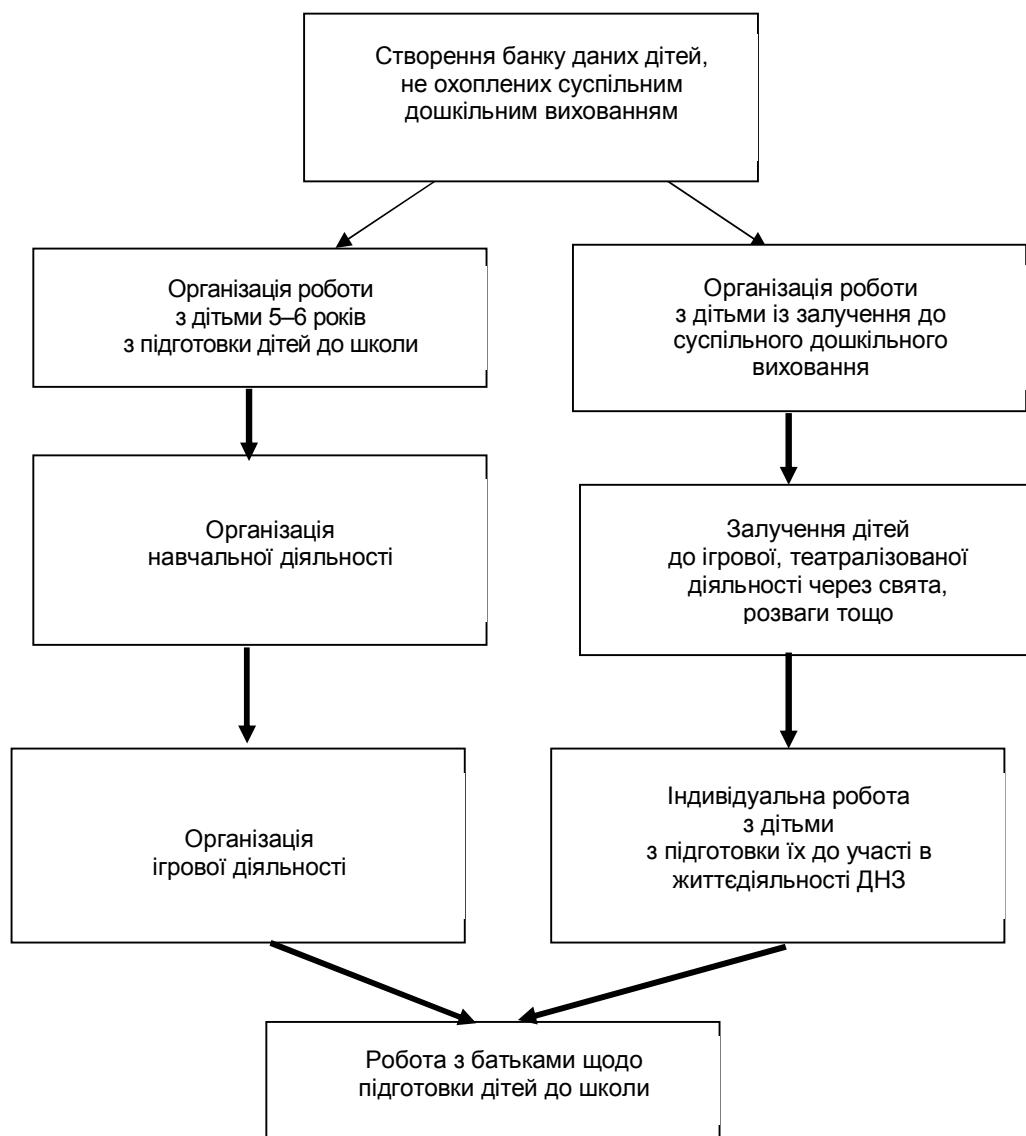 Створення банку даних дітей,
не охоплених суспільним
дошкільним вихованням
Організація роботи
з дітьми 5–6 років
з підготовки дітей до школи
Організація роботи
з дітьми із залучення до
суспільного дошкільного
виховання
Організація
навчальної діяльності
Залучення дітей
до ігрової, театралізованої
діяльності через свята,
розваги тощо
Організація
ігрової діяльності
Індивідуальна робота
з дітьми
з підготовки їх до участі в
життєдіяльності ДНЗ
Робота з батьками щодо
підготовки дітей до школи